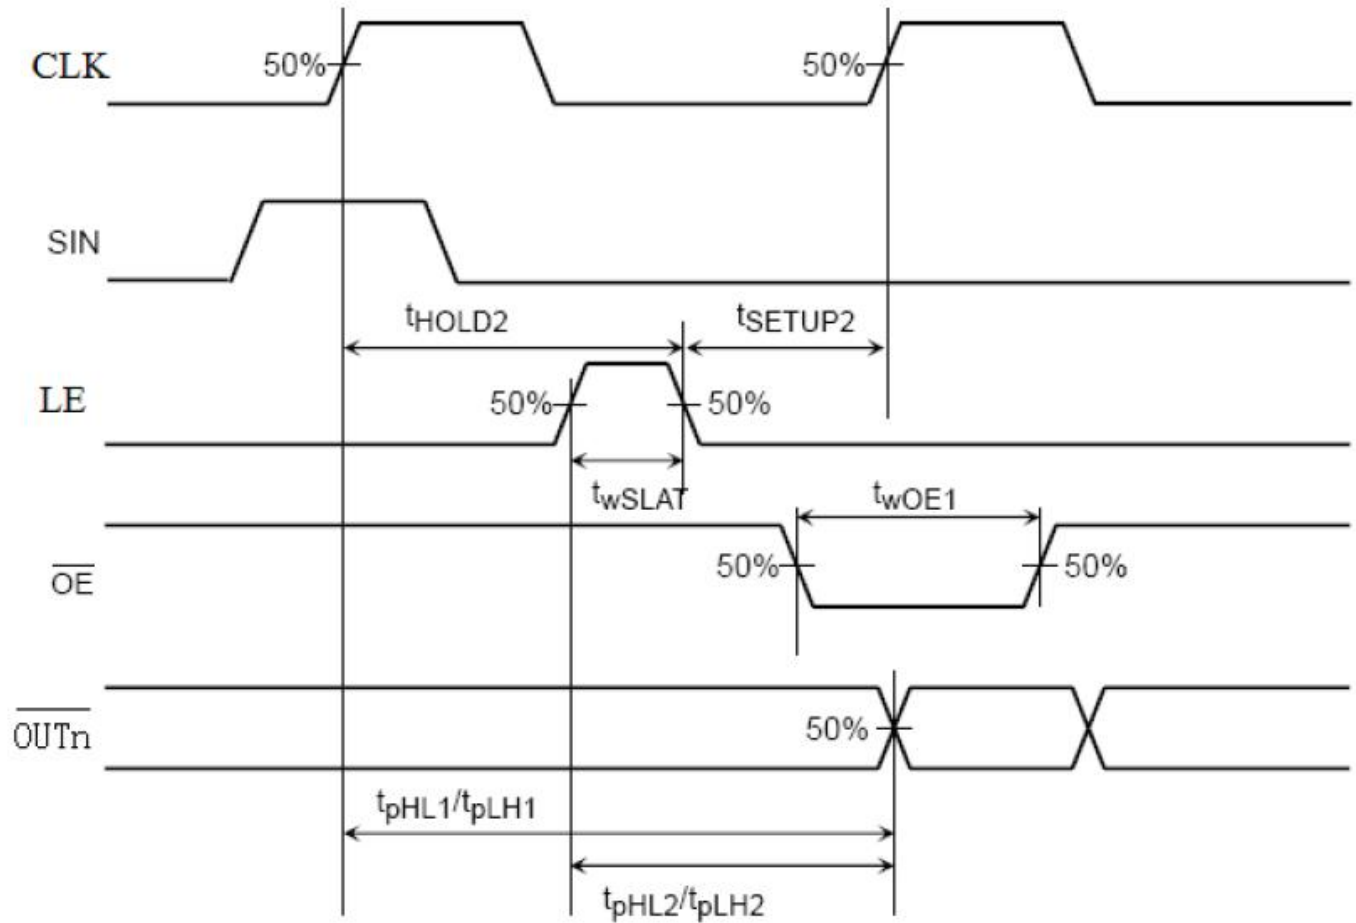 CLK
50%
50%
SIN
tHOLD2
tSETUP2
LE
50%
50%
twSLAT
twOE1
OE
50%
50%
OUTn
50%
tpHL1/tpLH1
tpHL2/tpLH2